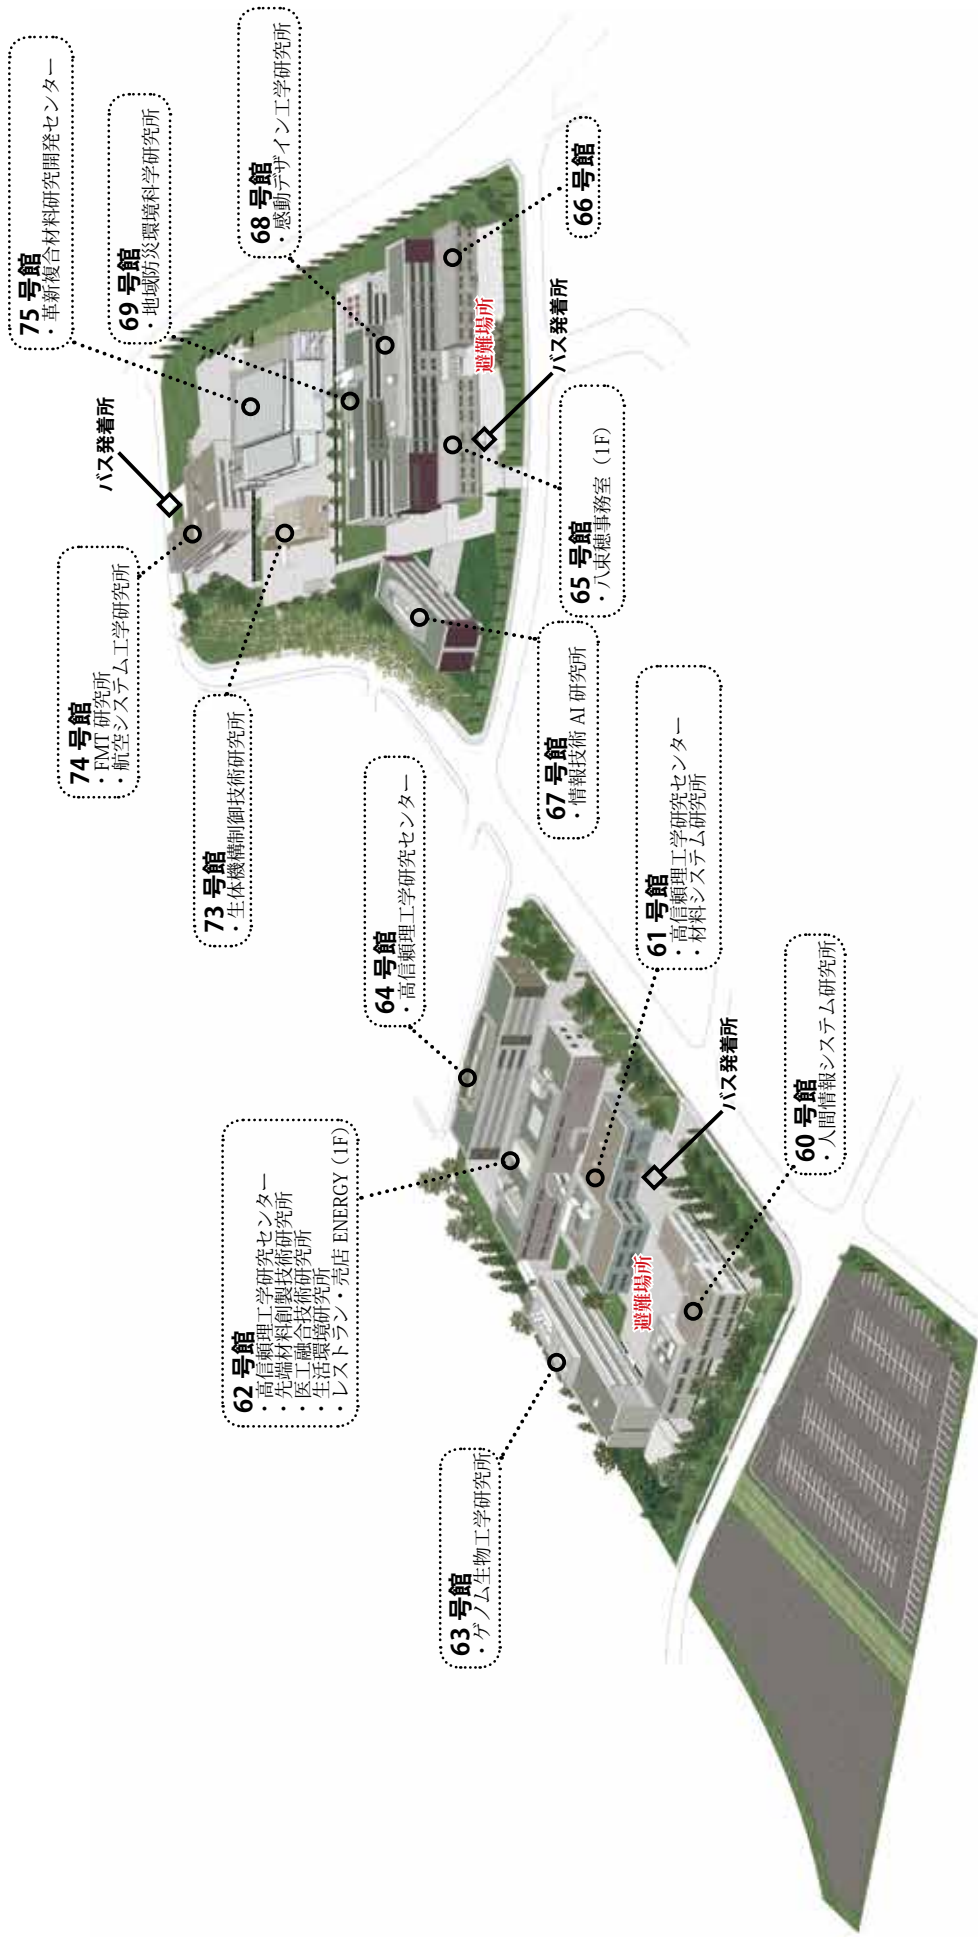 63 号館
・ゲノム生物工学研究所
62 号館
・高信頼理工学研究センター
・先端材料創製技術研究所
・医工融合技術研究所
・生活環境研究所
・レストラン・売店 ENERGY (1F)
64 号館
・高信頼理工学研究センター
避難場所
バス発着所
60 号館
・人間情報システム研究所
61 号館
・高信頼理工学研究センター
・材料システム研究所
73 号館
・生体機構制御技術研究所
74 号館
・FMT 研究所
・航空システム工学研究所
バス発着所
75 号館
・革新複合材料研究開発センター
69 号館
・地域防災環境科学研究所
68 号館
・感動デザイン工学研究所
67 号館
・情報技術 AI 研究所
65 号館
・八束穂事務室 (1F)
バス発着所
避難場所
66 号館